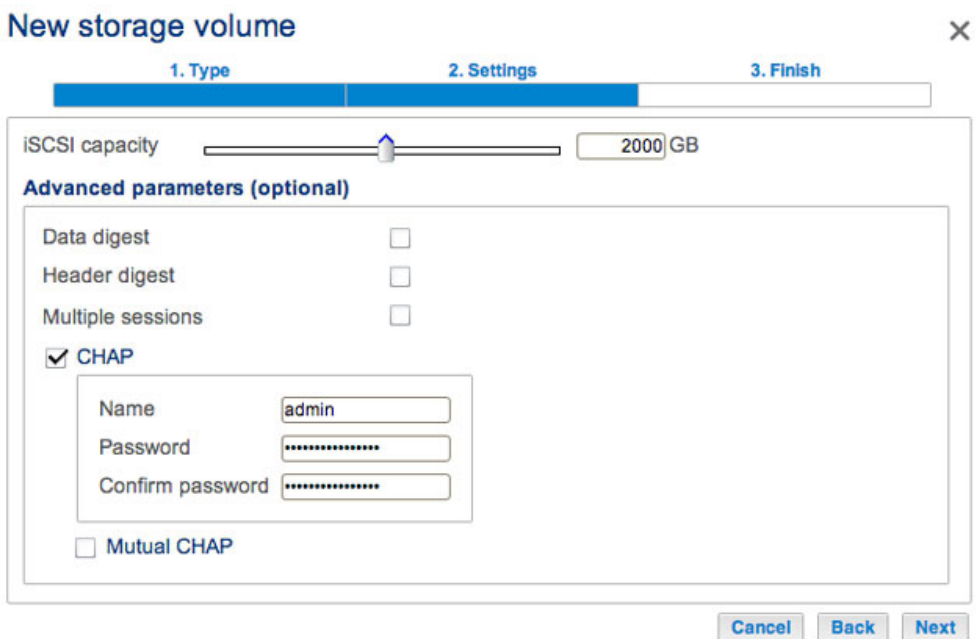 New storage volume
1. Type 2. Settings 3. Finish
iSCSI capacity 2000 GB
Advanced parameters (optional)
Data digest
Header digest
Multiple sessions
CHAP
Name admin
Password ••••••••••••••••
Confirm password ••••••••••••••••
Mutual CHAP
Cancel Back Next